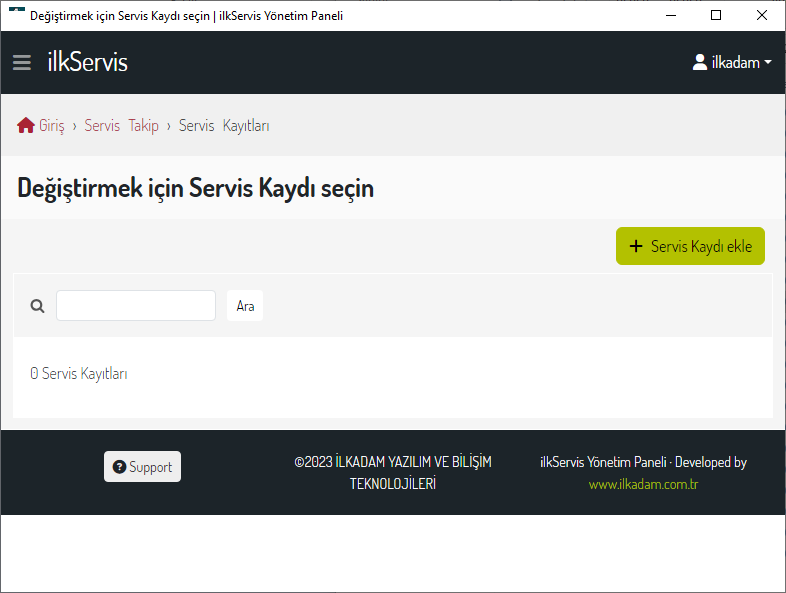 Değiştirmek için Servis Kaydı seçin | ilkServis Yönetim Paneli
ilkServis
ilkadam
Giriş › Servis Takip › Servis Kayıtları
Değiştirmek için Servis Kaydı seçin
+ Servis Kaydı ekle
Ara
0 Servis Kayıtları
? Support
©2023 İLKADAM YAZILIM VE BİLİŞİM
TEKNOLOJİLERİ
ilkServis Yönetim Paneli · Developed by
www.ilkadam.com.tr